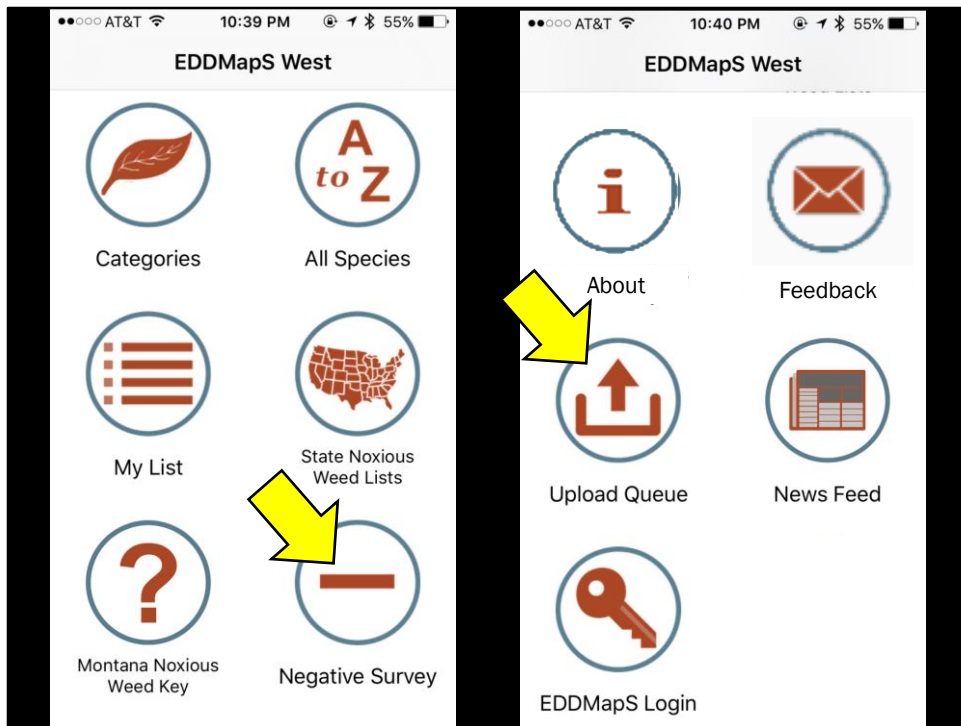 AT&T 10:39 PM 55%
EDDMapS West
A
to Z
Categories All Species
My List
State Noxious
Weed Lists
Montana Noxious
Weed Key
Negative Survey
AT&T 10:40 PM 55%
EDDMapS West
i
About Feedback
Upload Queue News Feed
EDDMapS Login